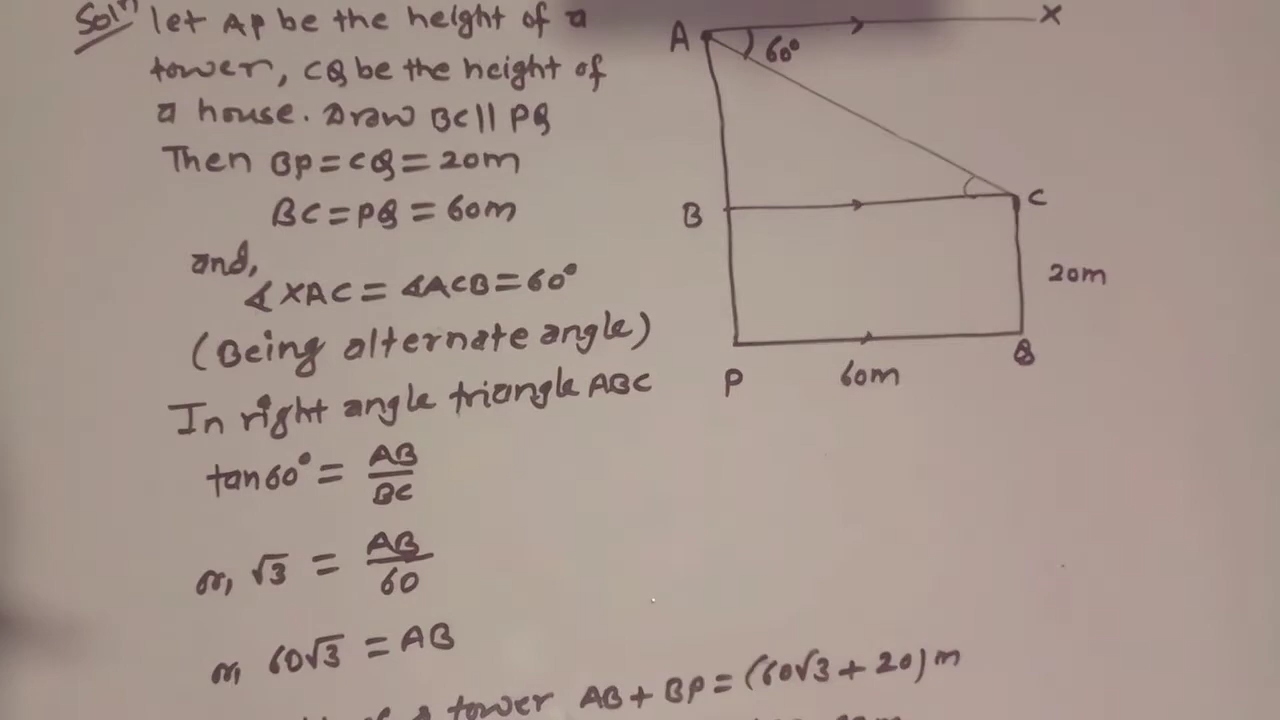 Solⁿ let AP be the height of a
tower, CQ be the height of
a house. Draw BC || PQ
Then BP = CQ = 20m
BC = PQ = 60m
and,
∡XAC = ∡ACB = 60°
(Being alternate angle)
In right angle triangle ABC
tan60° = AB/BC
or, √3 = AB/60
or, 60√3 = AB
a tower AB + BP = (60√3 + 20)m
A
60°
X
B
C
20m
P
60m
Q